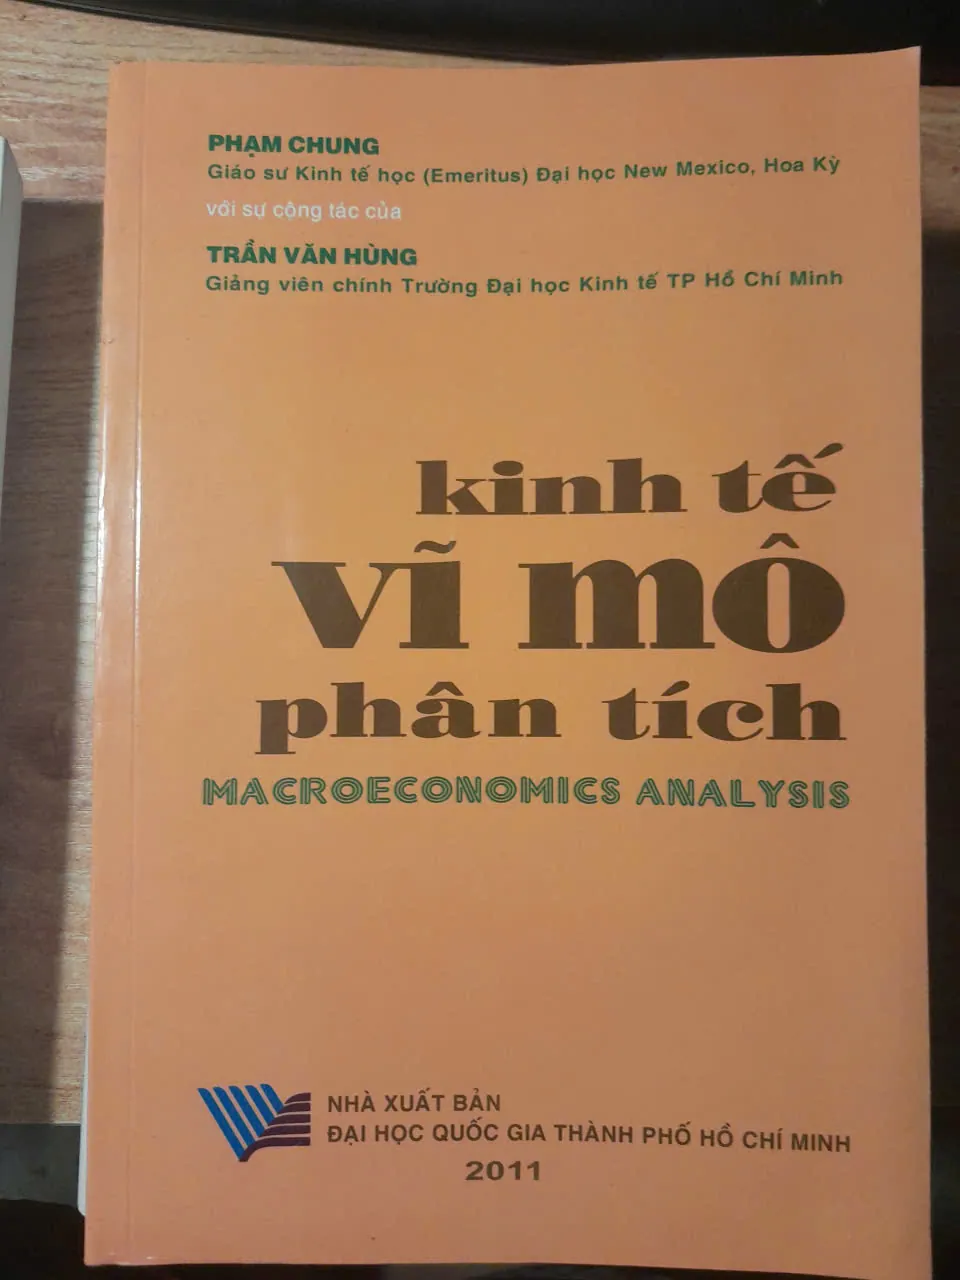 PHẠM CHUNG
Giáo sư Kinh tế học (Emeritus) Đại học New Mexico, Hoa Kỳ
với sự cộng tác của
TRẦN VĂN HÙNG
Giảng viên chính Trường Đại học Kinh tế TP Hồ Chí Minh
kinh tế
vĩ mô
phân tích
MACROECONOMICS ANALYSIS
NHÀ XUẤT BẢN
ĐẠI HỌC QUỐC GIA THÀNH PHỐ HỒ CHÍ MINH
2011